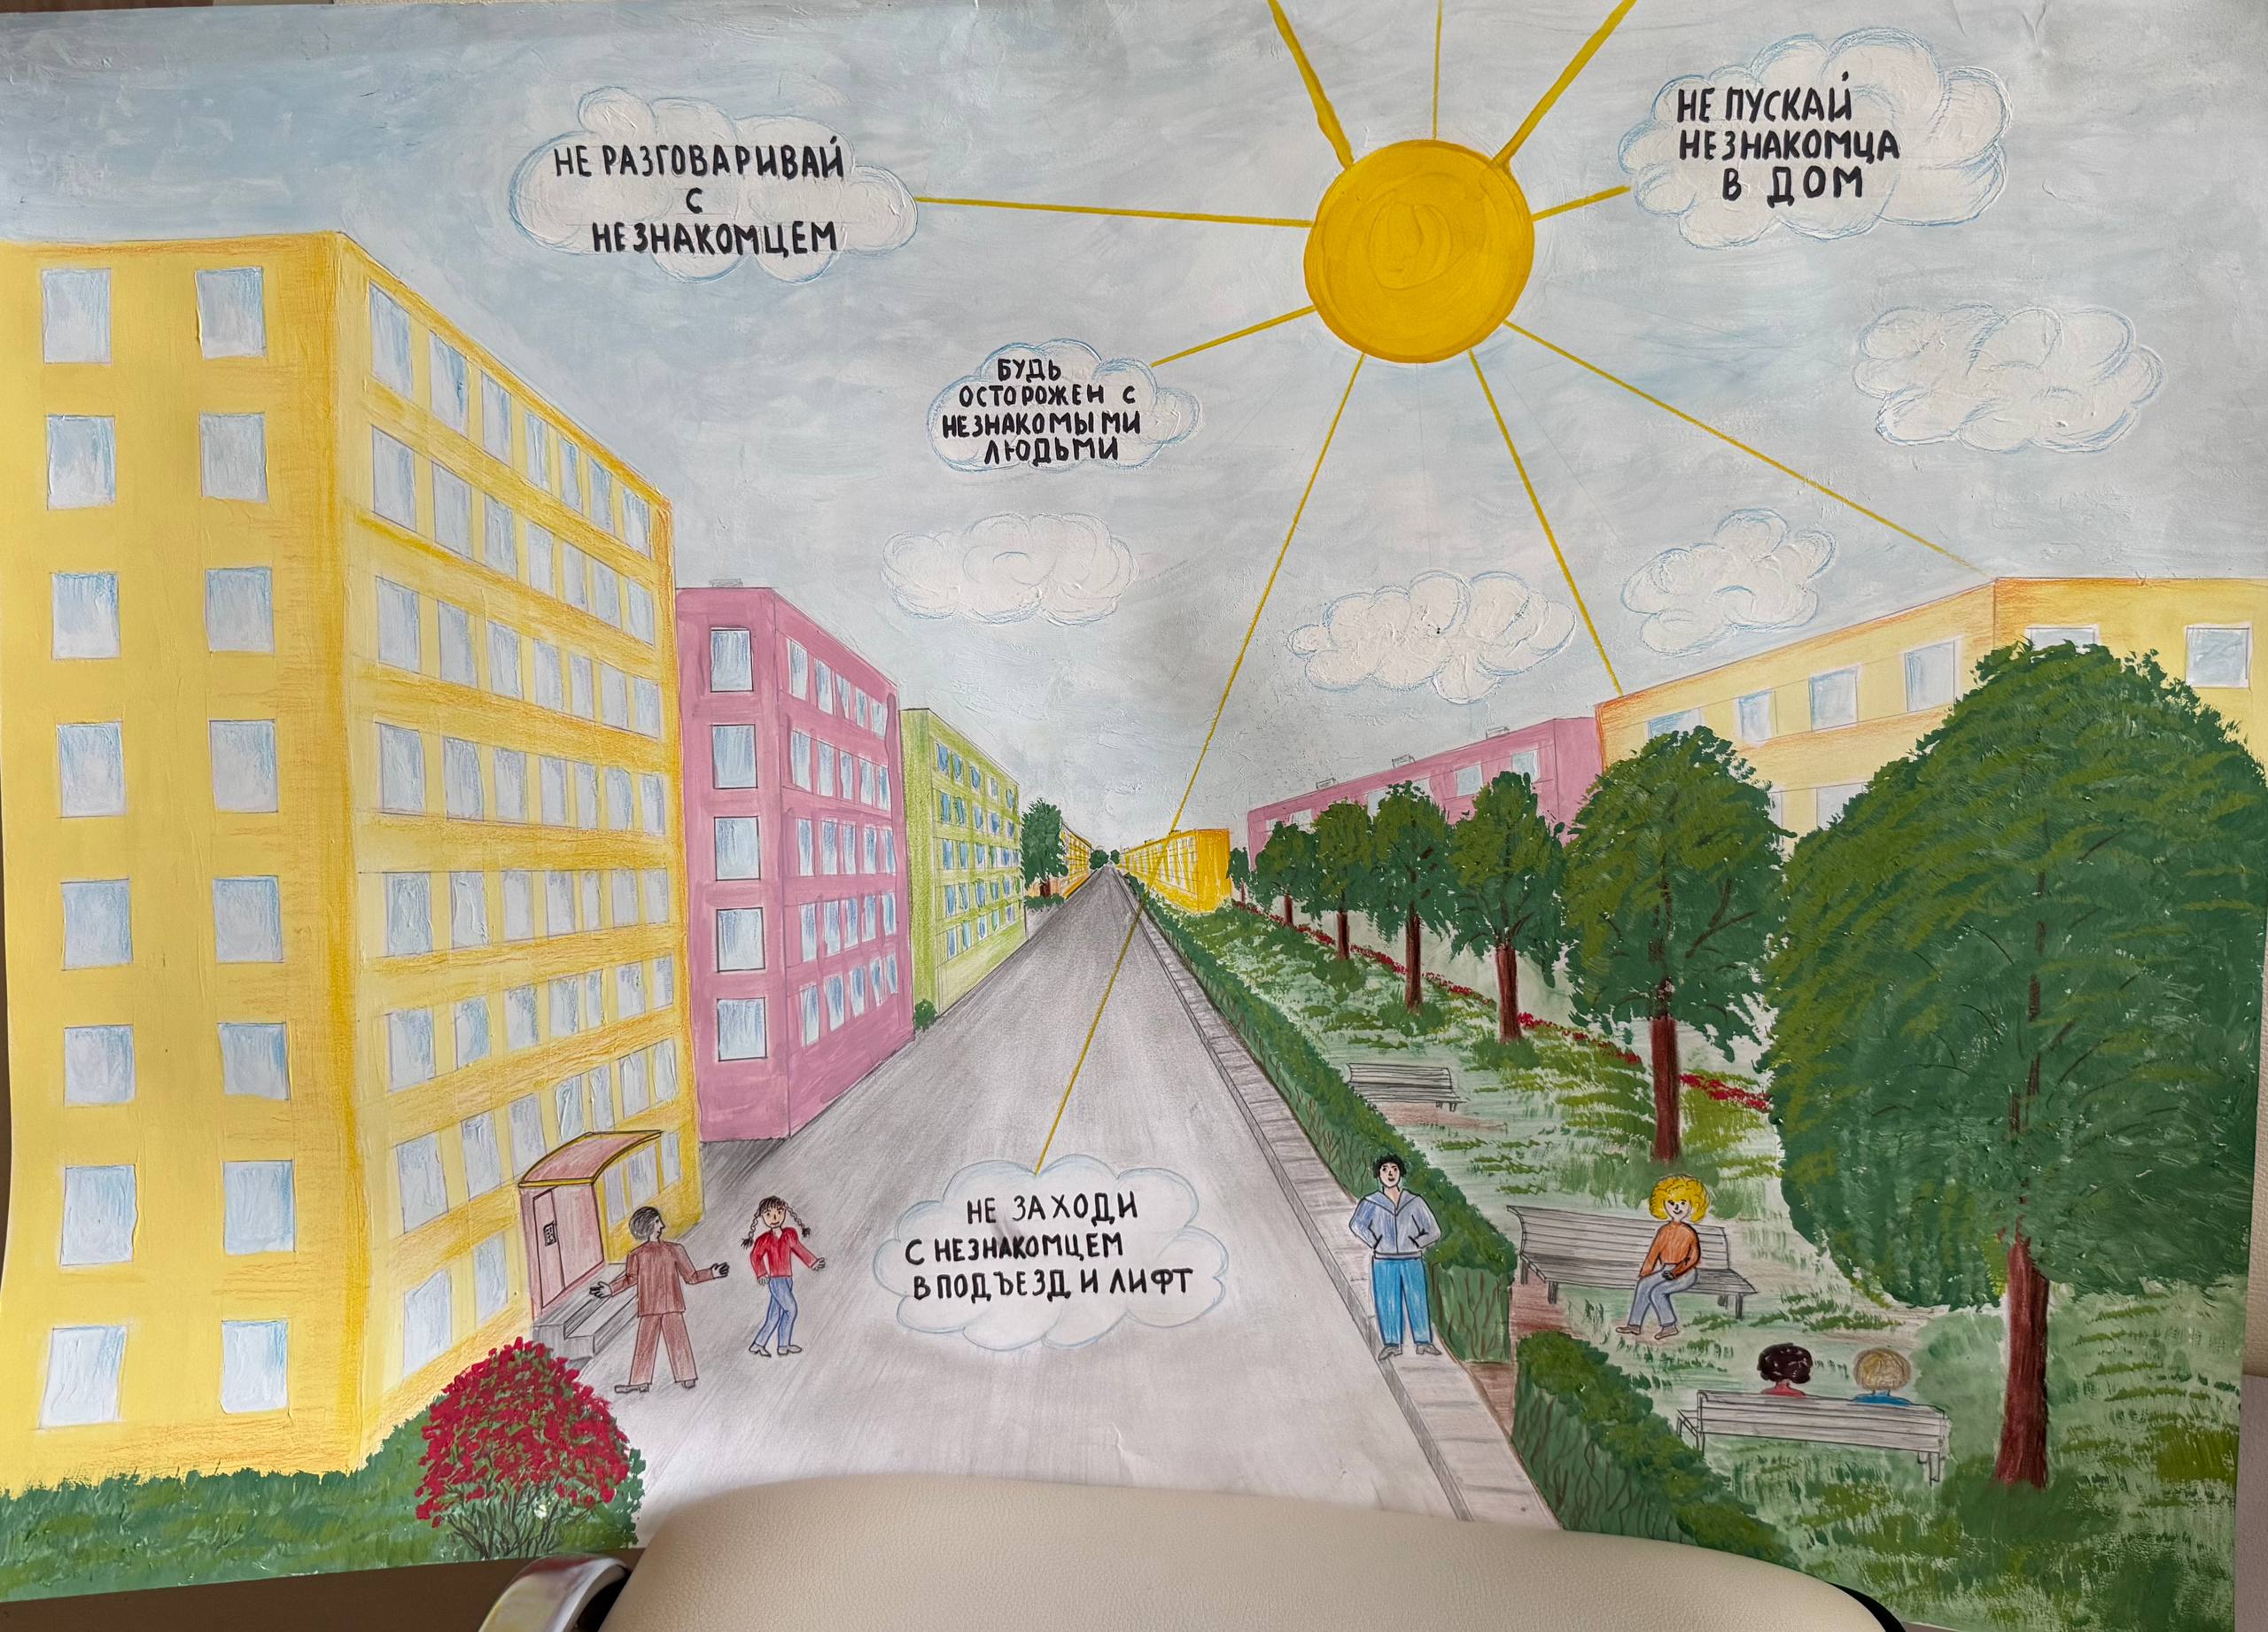 НЕ РАЗГОВАРИВАЙ
С
НЕЗНАКОМЦЕМ
НЕ ПУСКАЙ
НЕЗНАКОМЦА
В ДОМ
БУДЬ
ОСТОРОЖЕН С
НЕЗНАКОМЫМИ
ЛЮДЬМИ
НЕ ЗАХОДИ
С НЕЗНАКОМЦЕМ
В ПОДЪЕЗД И ЛИФТ